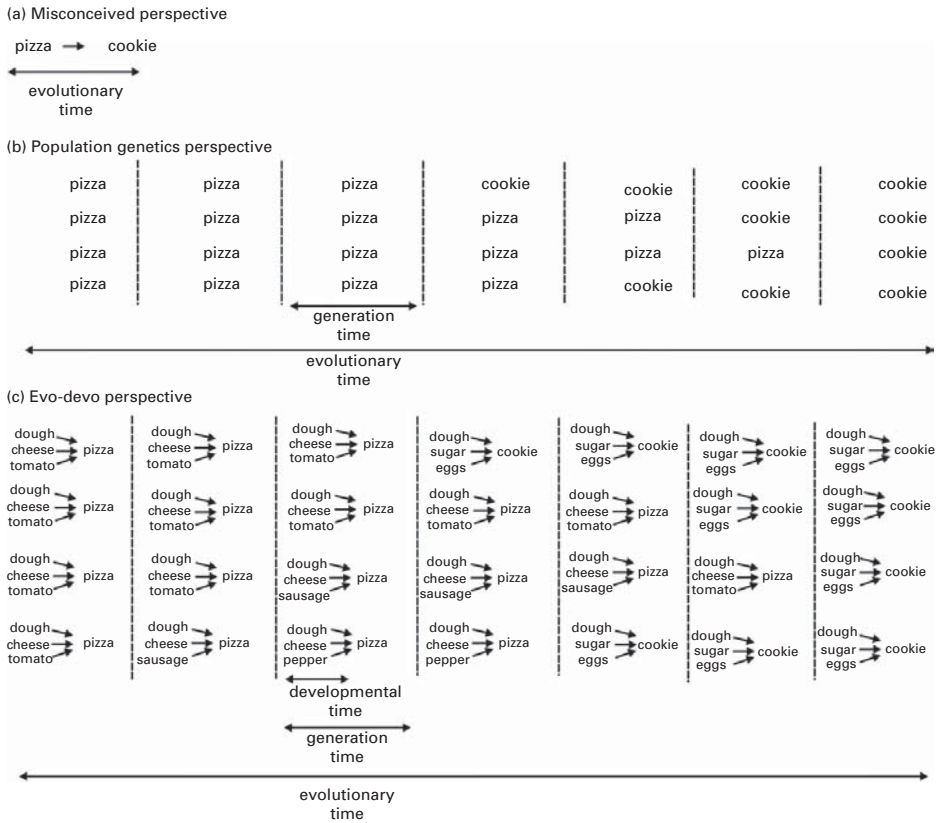 (a) Misconceived perspective
pizza cookie
evolutionary
time
(b) Population genetics perspective
pizza pizza pizza cookie cookie cookie cookie
pizza pizza pizza pizza pizza cookie cookie
pizza pizza pizza pizza pizza pizza cookie
pizza pizza pizza pizza cookie cookie cookie
generation
time
evolutionary
time
(c) Evo-devo perspective
dough dough dough dough dough dough dough
cheese pizza cheese pizza cheese pizza sugar cookie sugar cookie sugar cookie sugar cookie
tomato tomato tomato eggs eggs eggs eggs
dough dough dough dough dough dough dough
cheese pizza cheese pizza cheese pizza cheese pizza cheese pizza sugar cookie sugar cookie
tomato tomato tomato tomato tomato eggs eggs
dough dough dough dough dough dough dough
cheese pizza cheese pizza cheese pizza cheese pizza cheese pizza cheese pizza sugar cookie
tomato tomato sausage sausage sausage tomato eggs
dough dough dough dough dough dough dough
cheese pizza cheese pizza cheese pizza cheese pizza sugar cookie sugar cookie sugar cookie
tomato sausage pepper pepper eggs eggs eggs
developmental
time
generation
time
evolutionary
time